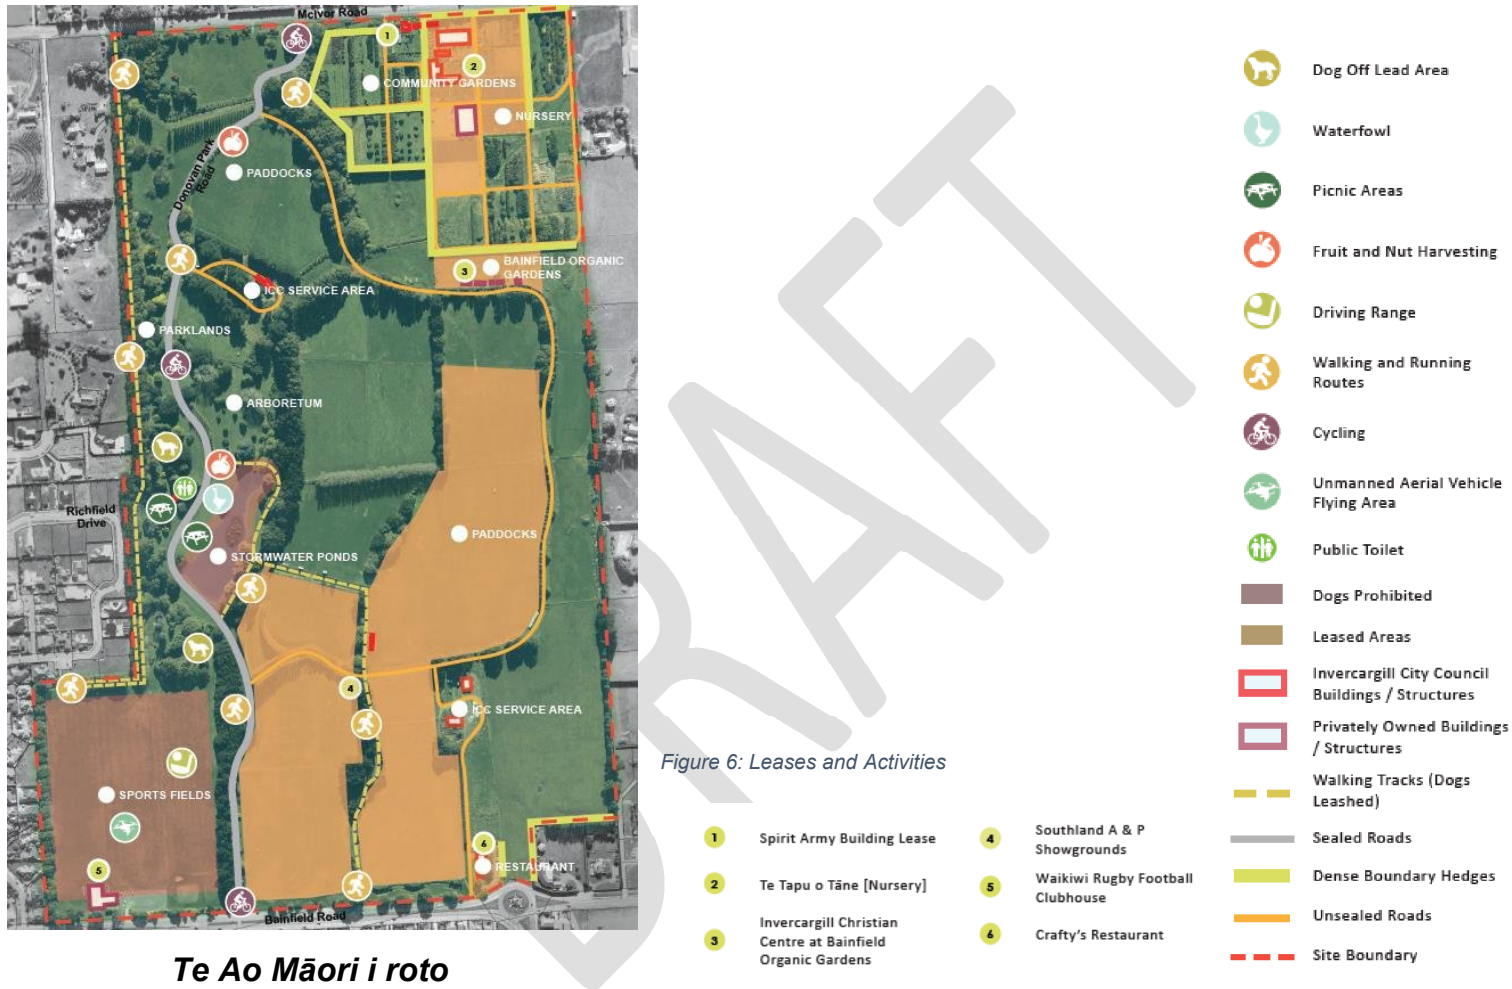 McIvor Road
1
2
COMMUNITY GARDENS
NURSERY
Donovan Park
Road
PADDOCKS
3
BAINFIELD ORGANIC
GARDENS
ICC SERVICE AREA
PARKLANDS
ARBORETUM
Richfield
Drive
PADDOCKS
STORMWATER PONDS
4
ICC SERVICE AREA
SPORTS FIELDS
5
6
RESTAURANT
Bainfield Road
Te Ao Māori i roto
DRAFT
Figure 6: Leases and Activities
1 Spirit Army Building Lease
2 Te Tapu o Tāne [Nursery]
3 Invercargill Christian
Centre at Bainfield
Organic Gardens
4 Southland A & P
Showgrounds
5 Waikiwi Rugby Football
Clubhouse
6 Crafty's Restaurant
Dog Off Lead Area
Waterfowl
Picnic Areas
Fruit and Nut Harvesting
Driving Range
Walking and Running
Routes
Cycling
Unmanned Aerial Vehicle
Flying Area
Public Toilet
Dogs Prohibited
Leased Areas
Invercargill City Council
Buildings / Structures
Privately Owned Buildings
/ Structures
Walking Tracks (Dogs
Leashed)
Sealed Roads
Dense Boundary Hedges
Unsealed Roads
Site Boundary